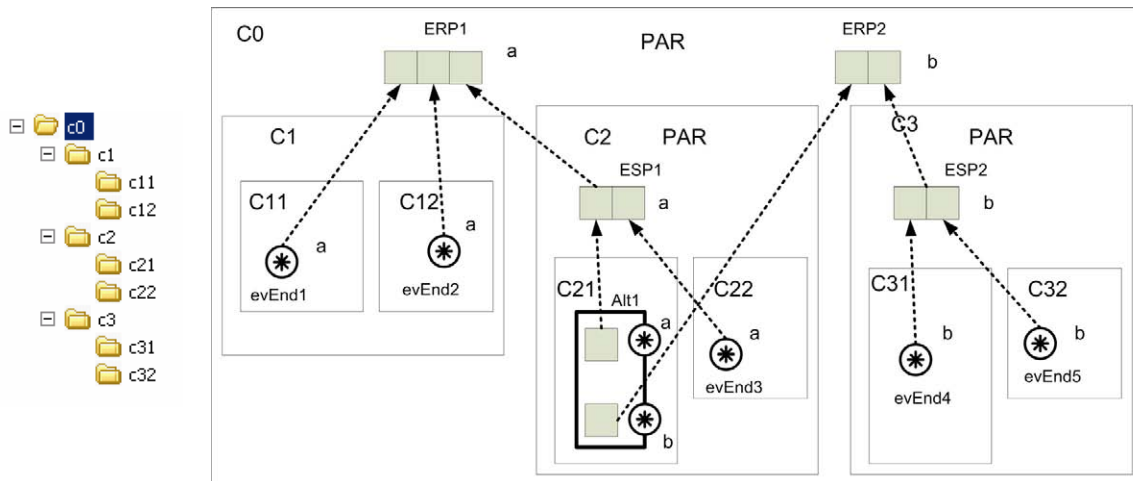 c0
c1
c11
c12
c2
c21
c22
c3
c31
c32
C0
ERP1
a
PAR
ERP2
b
C1
C2
PAR
C3
PAR
C11
C12
a
a
evEnd1
evEnd2
ESP1
a
ESP2
b
C21
Alt1
a
b
C22
a
evEnd3
C31
b
evEnd4
C32
b
evEnd5